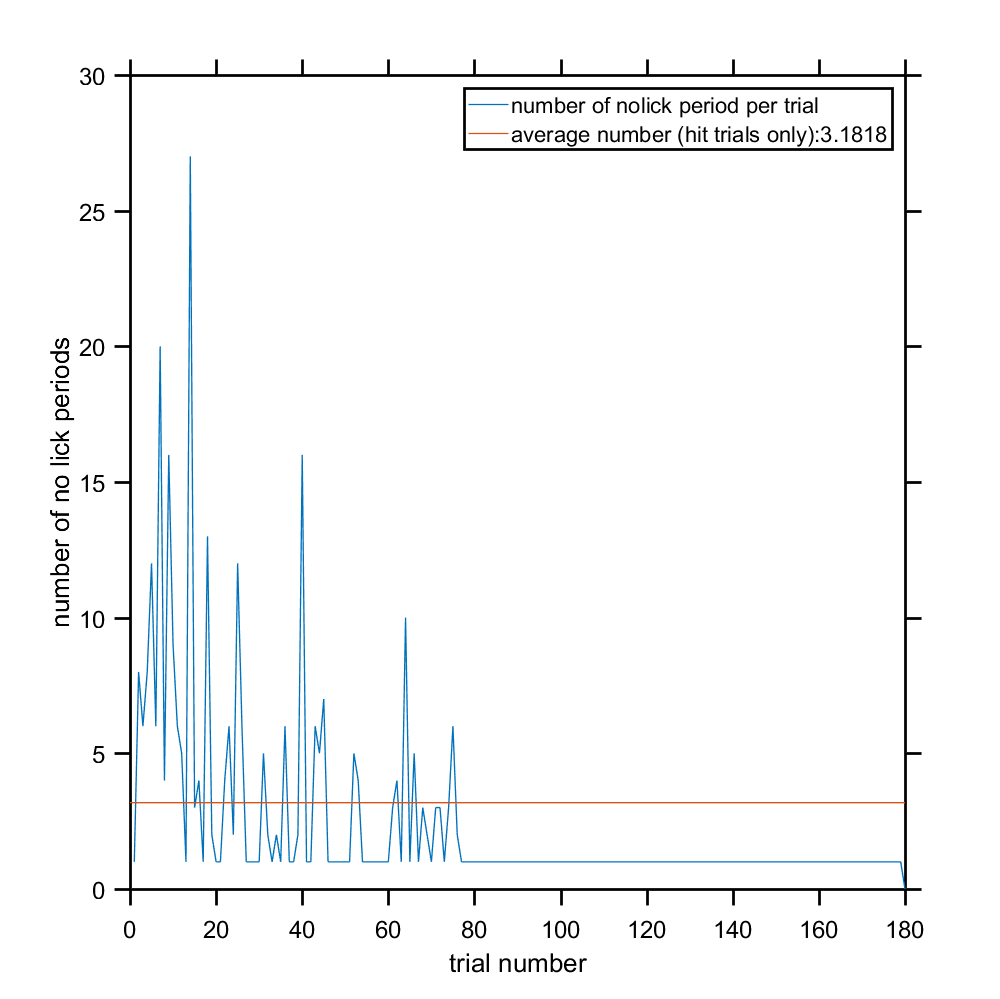 30
number of nolick period per trial
average number (hit trials only):3.1818
25
20
15
10
5
0
number of no lick periods
0 20 40 60 80 100 120 140 160 180
trial number